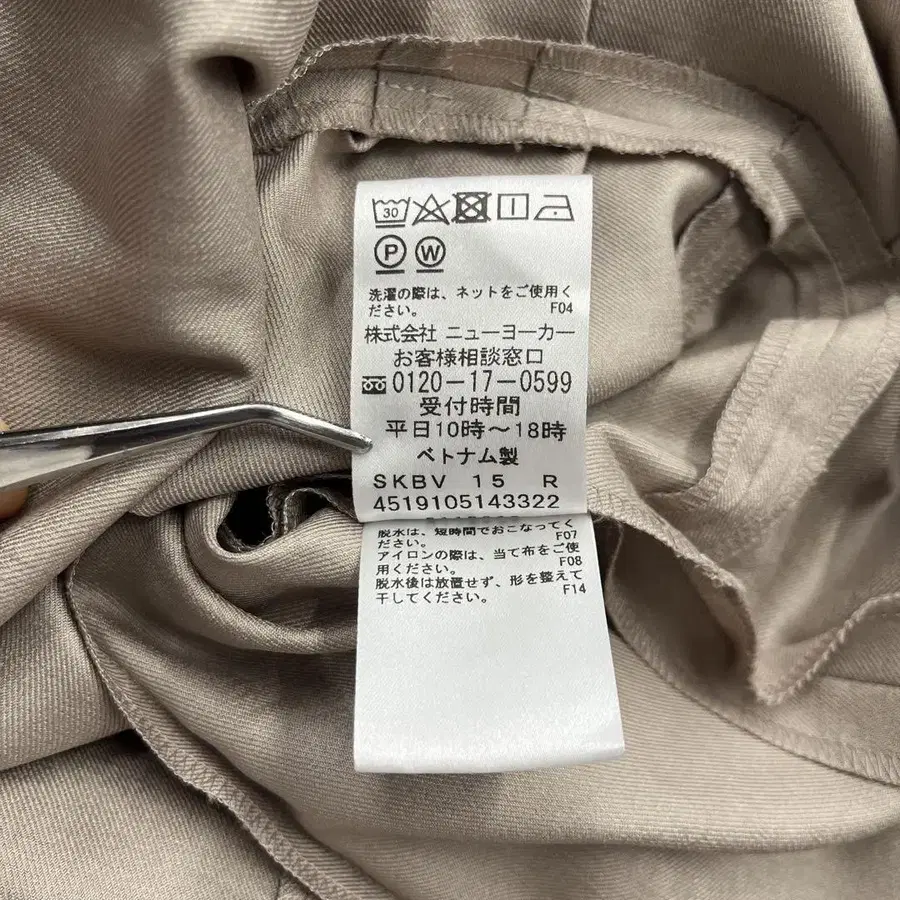 30
P W
洗濯の際は、ネットをご使用く
ださい。 F04
株式会社 ニューヨーカー
お客様相談窓口
0120-17-0599
受付時間
平日10時～18時
ベトナム製
SKBV 15 R
4519105143322
脱水は、短時間でおこなってく
ださい。 F07
アイロンの際は、当て布をご使
用ください。 F08
脱水後は放置せず、形を整えて
干してください。 F14